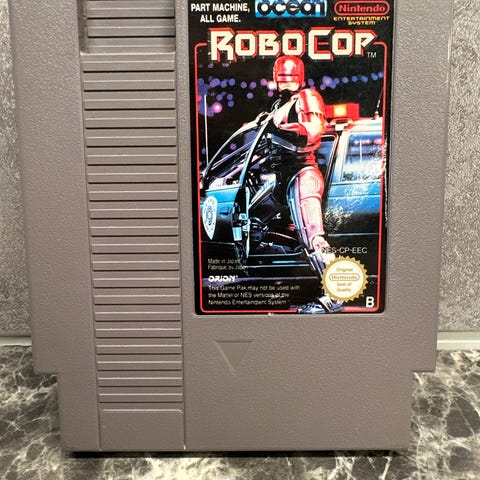 PART MACHINE,
ALL GAME.
ocean
Nintendo
ENTERTAINMENT
SYSTEM
ROBOCOP
TM
NES-CP-EEC
Made in Japan
Fabriqué au Japon
ORION
This Game Pak may not be used with
the Mattel or NES versions of the
Nintendo Entertainment System
Original
Nintendo
Seal of
Quality
B